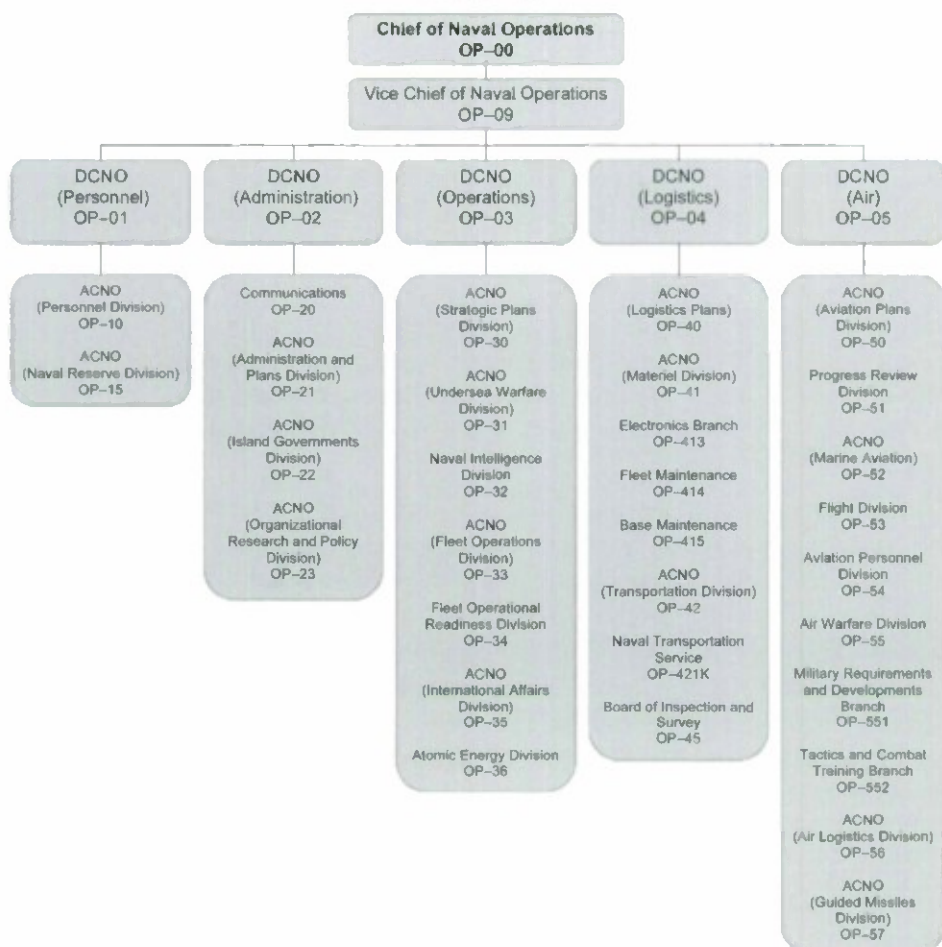 Chief of Naval Operations
OP–00
Vice Chief of Naval Operations
OP–09
DCNO
(Personnel)
OP–01
DCNO
(Administration)
OP–02
DCNO
(Operations)
OP–03
DCNO
(Logistics)
OP–04
DCNO
(Air)
OP–05
ACNO
(Personnel Division)
OP–10
ACNO
(Naval Reserve Division)
OP–15
Communications
OP–20
ACNO
(Administration and
Plans Division)
OP–21
ACNO
(Island Governments
Division)
OP–22
ACNO
(Organizational
Research and Policy
Division)
OP–23
ACNO
(Strategic Plans
Division)
OP–30
ACNO
(Undersea Warfare
Division)
OP–31
Naval Intelligence
Division
OP–32
ACNO
(Fleet Operations
Division)
OP–33
Fleet Operational
Readiness Division
OP–34
ACNO
(International Affairs
Division)
OP–35
Atomic Energy Division
OP–36
ACNO
(Logistics Plans)
OP–40
ACNO
(Materiel Division)
OP–41
Electronics Branch
OP–413
Fleet Maintenance
OP–414
Base Maintenance
OP–415
ACNO
(Transportation Division)
OP–42
Naval Transportation
Service
OP–421K
Board of Inspection and
Survey
OP–45
ACNO
(Aviation Plans
Division)
OP–50
Progress Review
Division
OP–51
ACNO
(Marine Aviation)
OP–52
Flight Division
OP–53
Aviation Personnel
Division
OP–54
Air Warfare Division
OP–55
Military Requirements
and Developments
Branch
OP–551
Tactics and Combat
Training Branch
OP–552
ACNO
(Air Logistics Division)
OP–56
ACNO
(Guided Missiles
Division)
OP–57